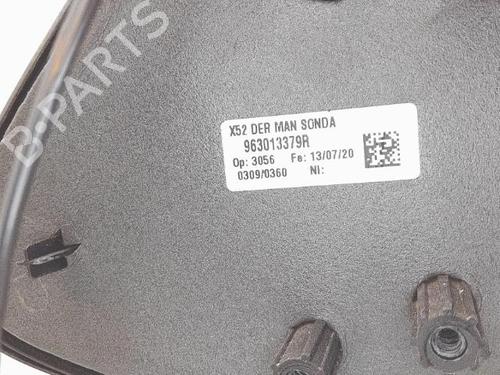 B-PARTS
X52 DER MAN SONDA
963013379R
Op: 3056 Fe: 13/07/20
0309/0360 NI: